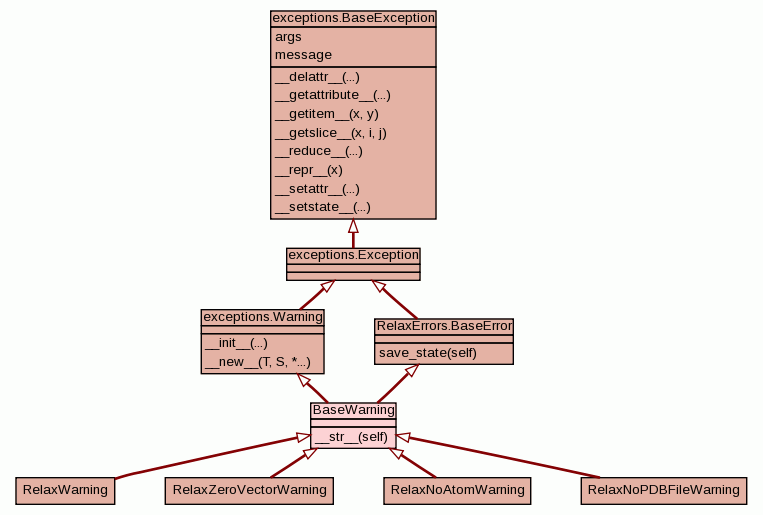 exceptions.BaseException
args
message
__delattr__(...)
__getattribute__(...)
__getitem__(x, y)
__getslice__(x, i, j)
__reduce__(...)
__repr__(x)
__setattr__(...)
__setstate__(...)
exceptions.Exception
exceptions.Warning
__init__(...)
__new__(T, S, *...)
RelaxErrors.BaseError
save_state(self)
BaseWarning
__str__(self)
RelaxWarning
RelaxZeroVectorWarning
RelaxNoAtomWarning
RelaxNoPDBFileWarning